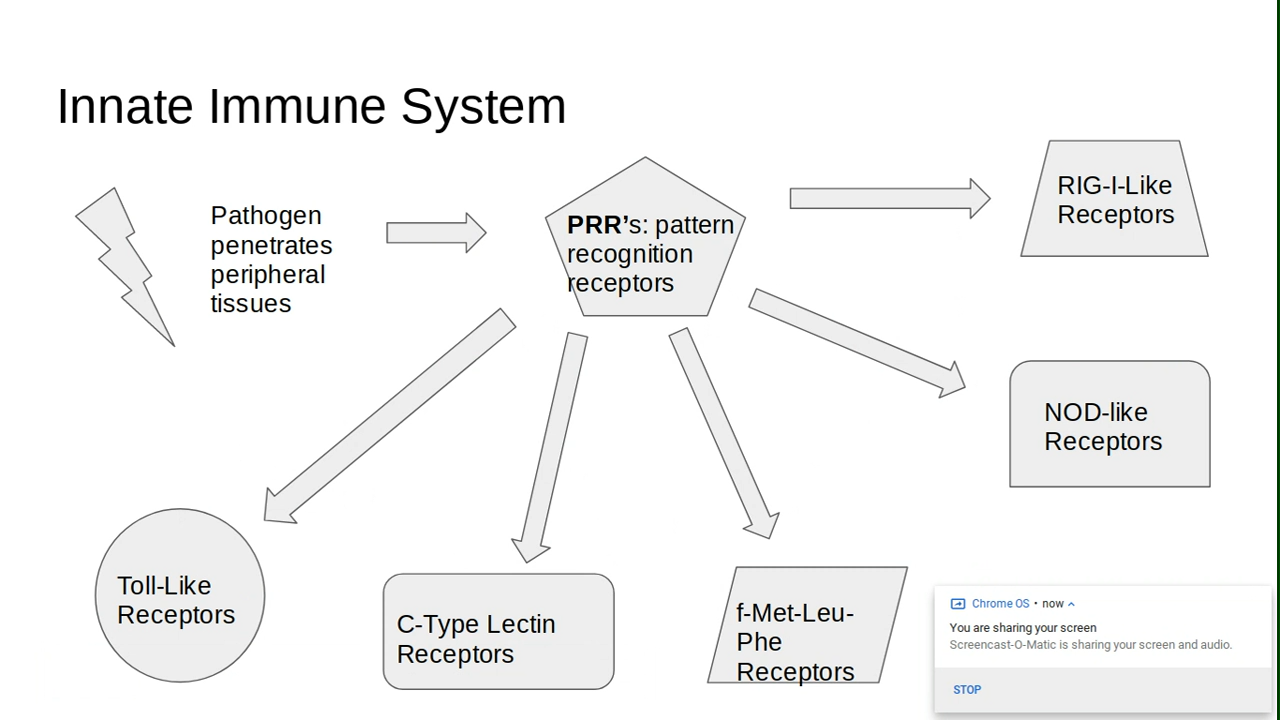 Innate Immune System
Pathogen
penetrates
peripheral
tissues
PRR’s: pattern
recognition
receptors
RIG-I-Like
Receptors
NOD-like
Receptors
Toll-Like
Receptors
C-Type Lectin
Receptors
f-Met-Leu-
Phe
Receptors
Chrome OS • now
You are sharing your screen
Screencast-O-Matic is sharing your screen and audio.
STOP